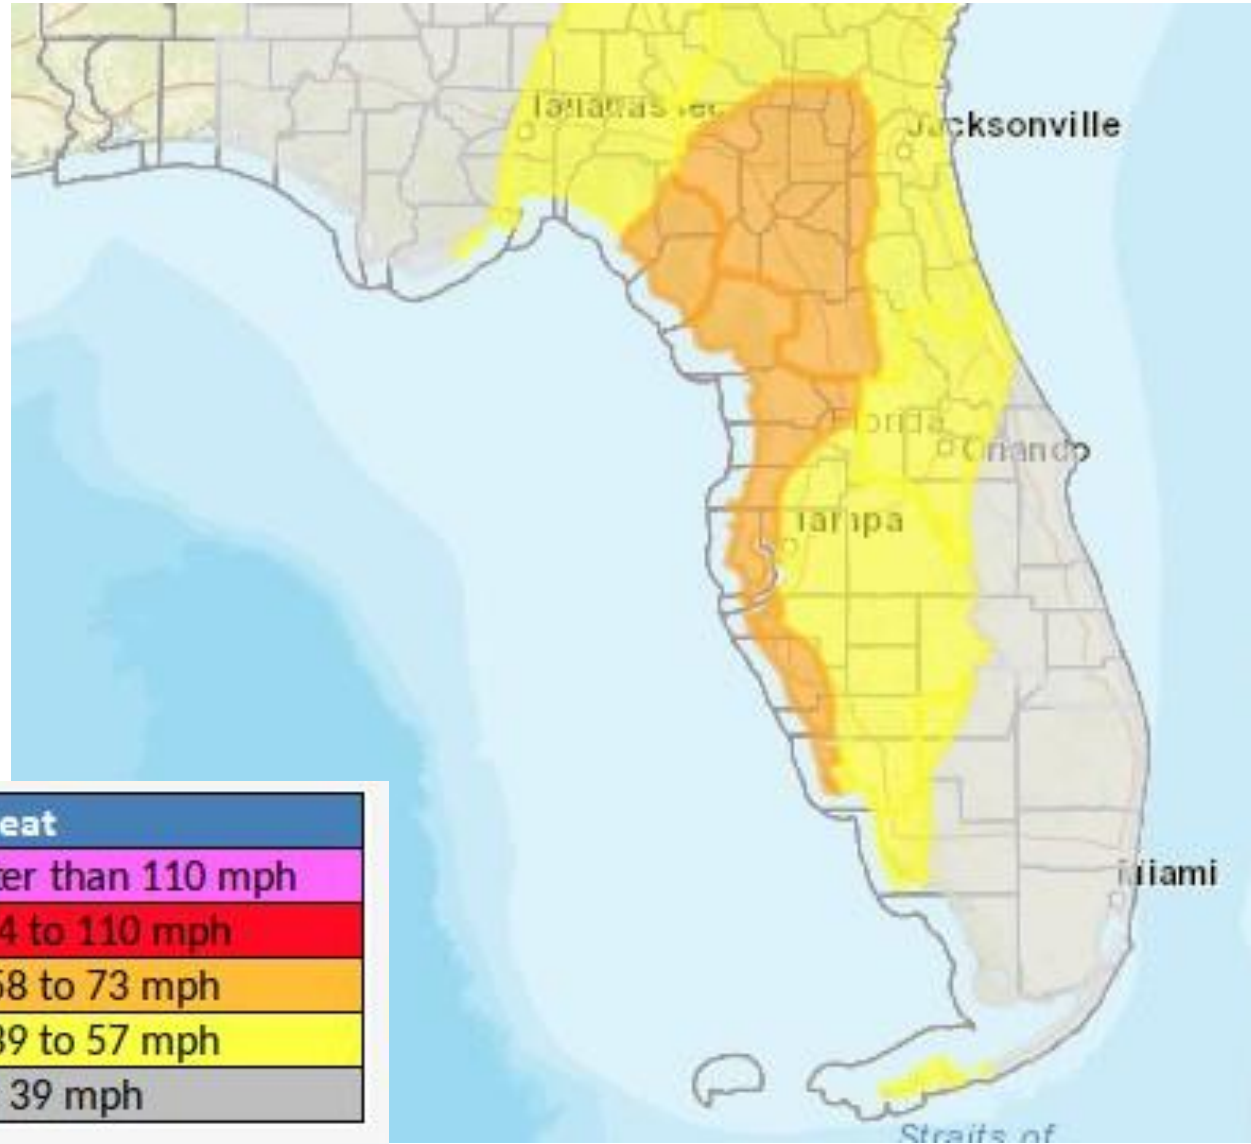 Tallahassee
Jacksonville
Florida
Orlando
Tampa
Miami
Straits of
eat
ter than 110 mph
4 to 110 mph
58 to 73 mph
39 to 57 mph
39 mph